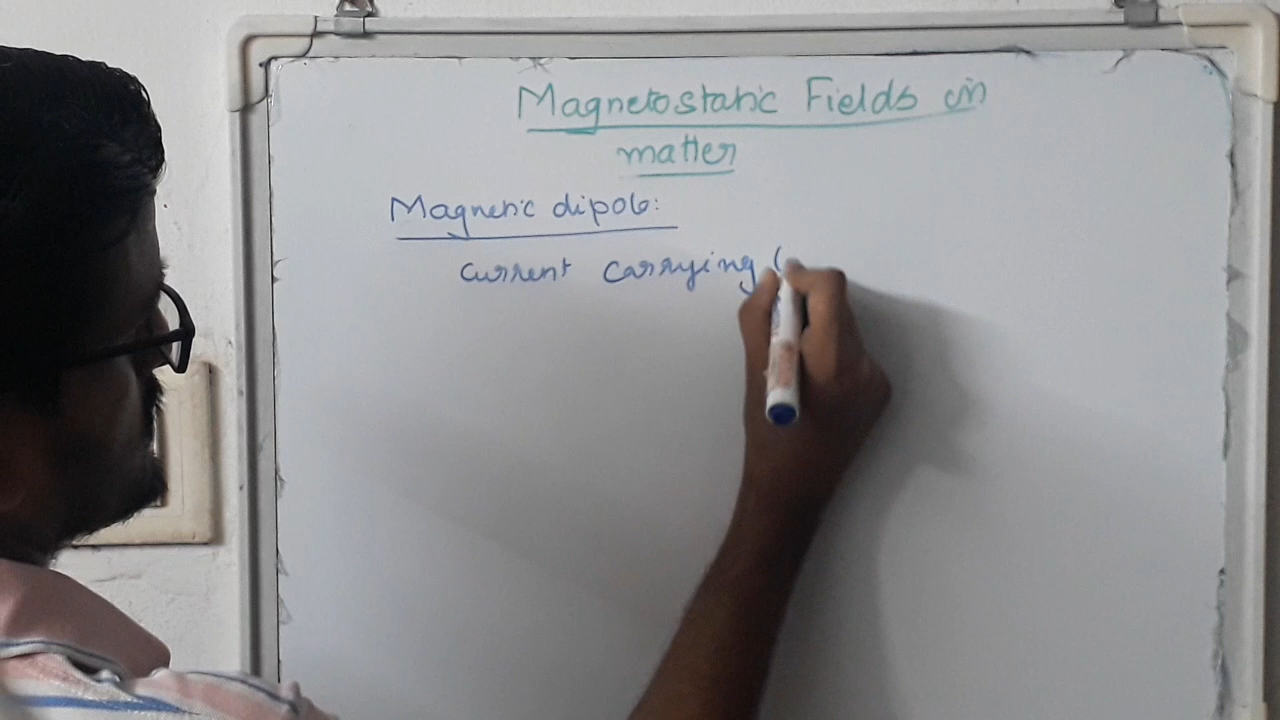 Magnetostatic Fields in
matter
Magnetic dipole:
Current carrying